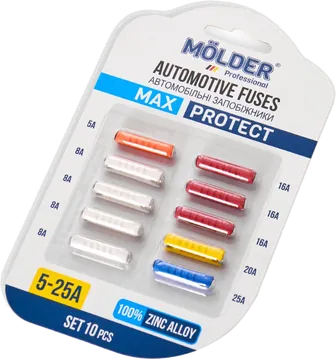 MÖLDER
Professional
AUTOMOTIVE FUSES
АВТОМОБІЛЬНІ ЗАПОБІЖНИКИ
MAX PROTECT
5A
8A
8A
8A
8A
16A
16A
16A
20A
25A
5-25A
SET 10 PCS
100% ZINC ALLOY